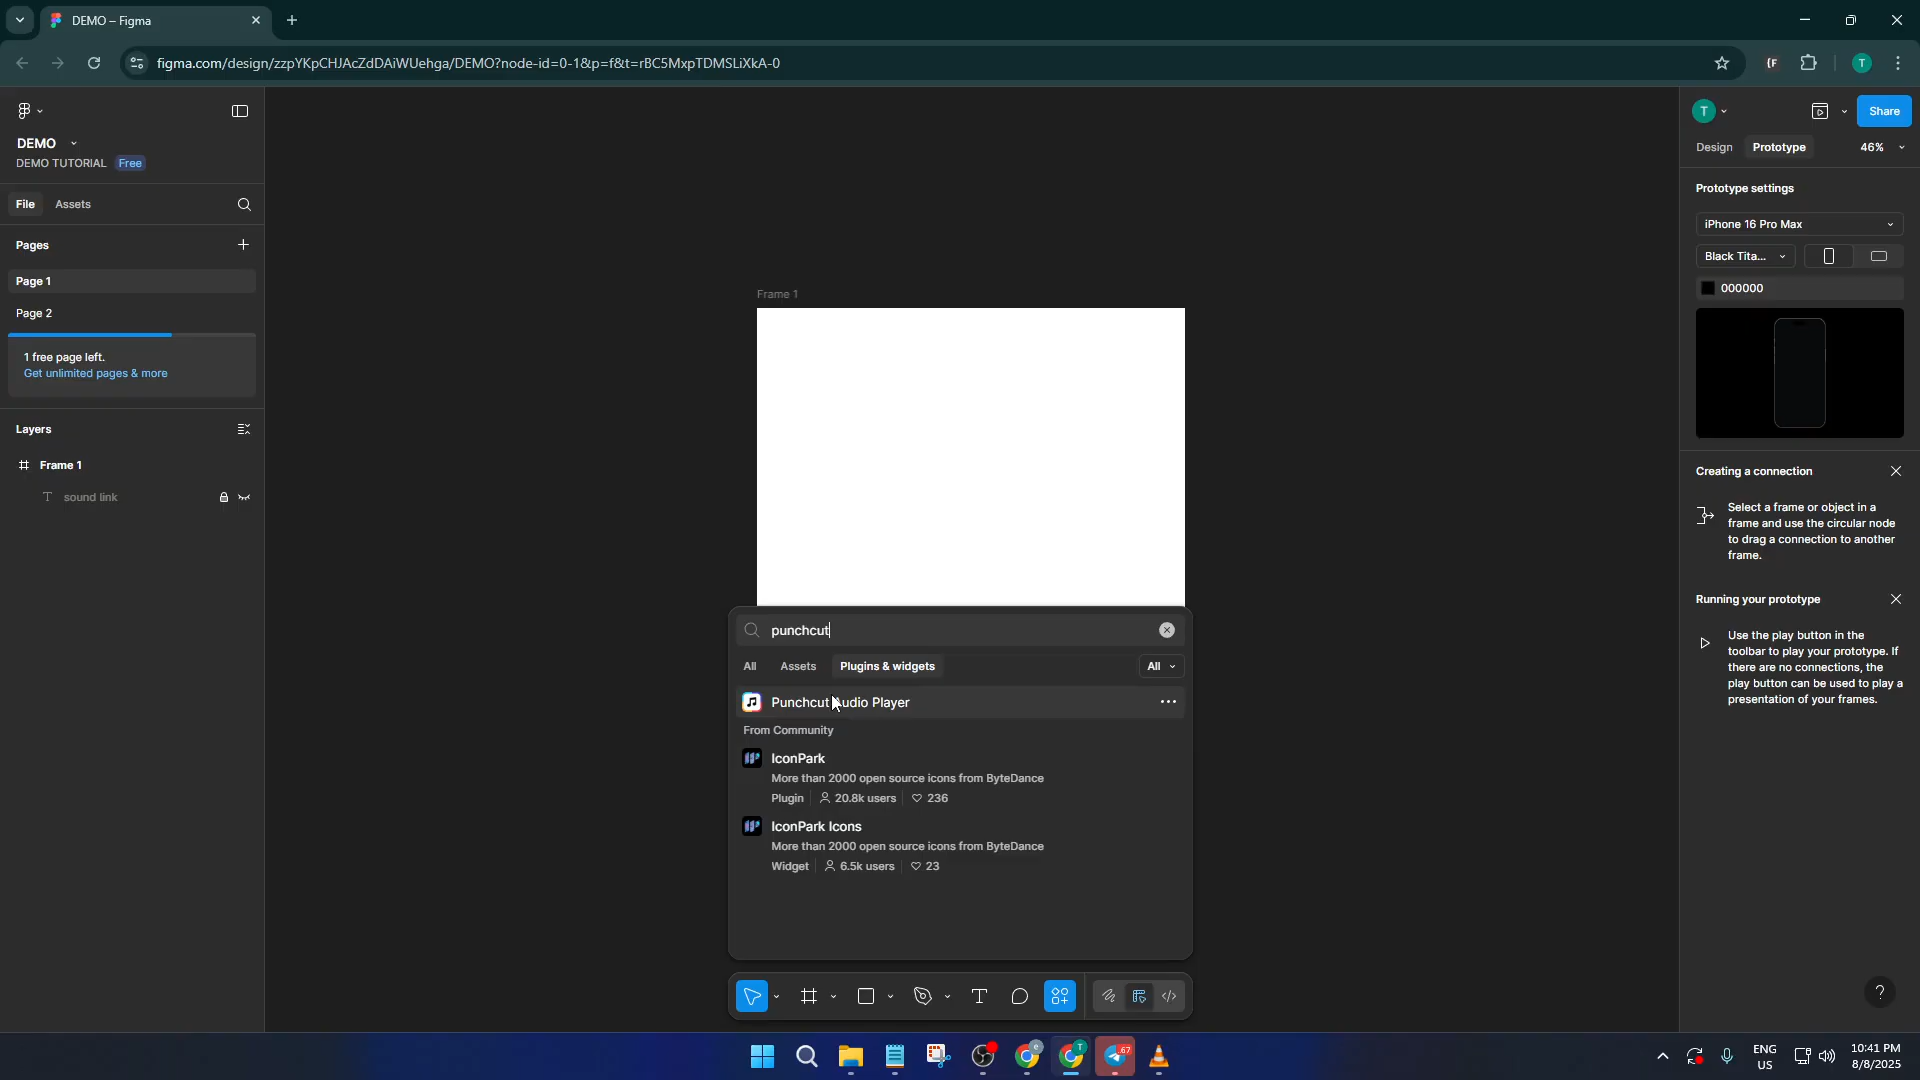 DEMO – Figma
figma.com/design/zzpYKpCHJAcZdDAiWUehga/DEMO?node-id=0-1&p=f&t=rBC5MxpTDMSLiXkA-0
T
DEMO
DEMO TUTORIAL Free
File Assets
Pages
Page 1
Page 2
1 free page left.
Get unlimited pages & more
Layers
Frame 1
T sound link
Frame 1
punchcut
All Assets Plugins & widgets All
Punchcut Audio Player
From Community
IconPark
More than 2000 open source icons from ByteDance
Plugin 20.8k users 236
IconPark Icons
More than 2000 open source icons from ByteDance
Widget 6.5k users 23
T Share
Design Prototype 46%
Prototype settings
iPhone 16 Pro Max
Black Tita...
000000
Creating a connection
Select a frame or object in a
frame and use the circular node
to drag a connection to another
frame.
Running your prototype
Use the play button in the
toolbar to play your prototype. If
there are no connections, the
play button can be used to play a
presentation of your frames.
?
67
ENG
US
10:41 PM
8/8/2025